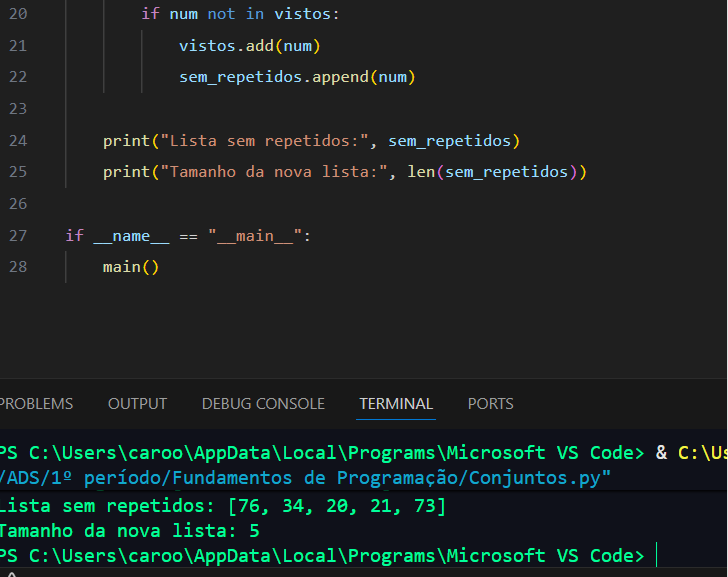 20 if num not in vistos:
21 vistos.add(num)
22 sem_repetidos.append(num)
23
24 print("Lista sem repetidos:", sem_repetidos)
25 print("Tamanho da nova lista:", len(sem_repetidos))
26
27 if __name__ == "__main__":
28 main()
PROBLEMS OUTPUT DEBUG CONSOLE TERMINAL PORTS
PS C:\Users\caroo\AppData\Local\Programs\Microsoft VS Code> & C:\Us
/ADS/1º período/Fundamentos de Programação/Conjuntos.py"
Lista sem repetidos: [76, 34, 20, 21, 73]
Tamanho da nova lista: 5
PS C:\Users\caroo\AppData\Local\Programs\Microsoft VS Code>